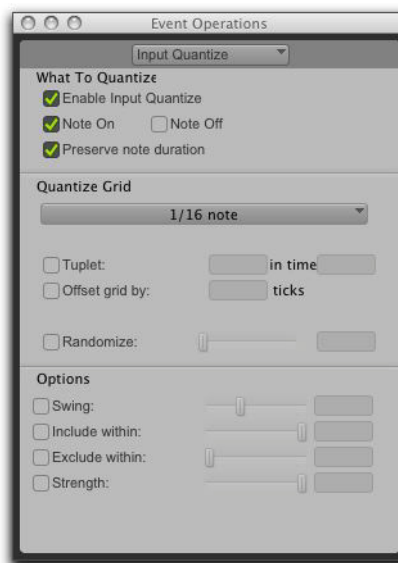 Event Operations
Input Quantize
What To Quantize
Enable Input Quantize
Note On Note Off
Preserve note duration
Quantize Grid
1/16 note
Tuplet: in time
Offset grid by: ticks
Randomize:
Options
Swing:
Include within:
Exclude within:
Strength: